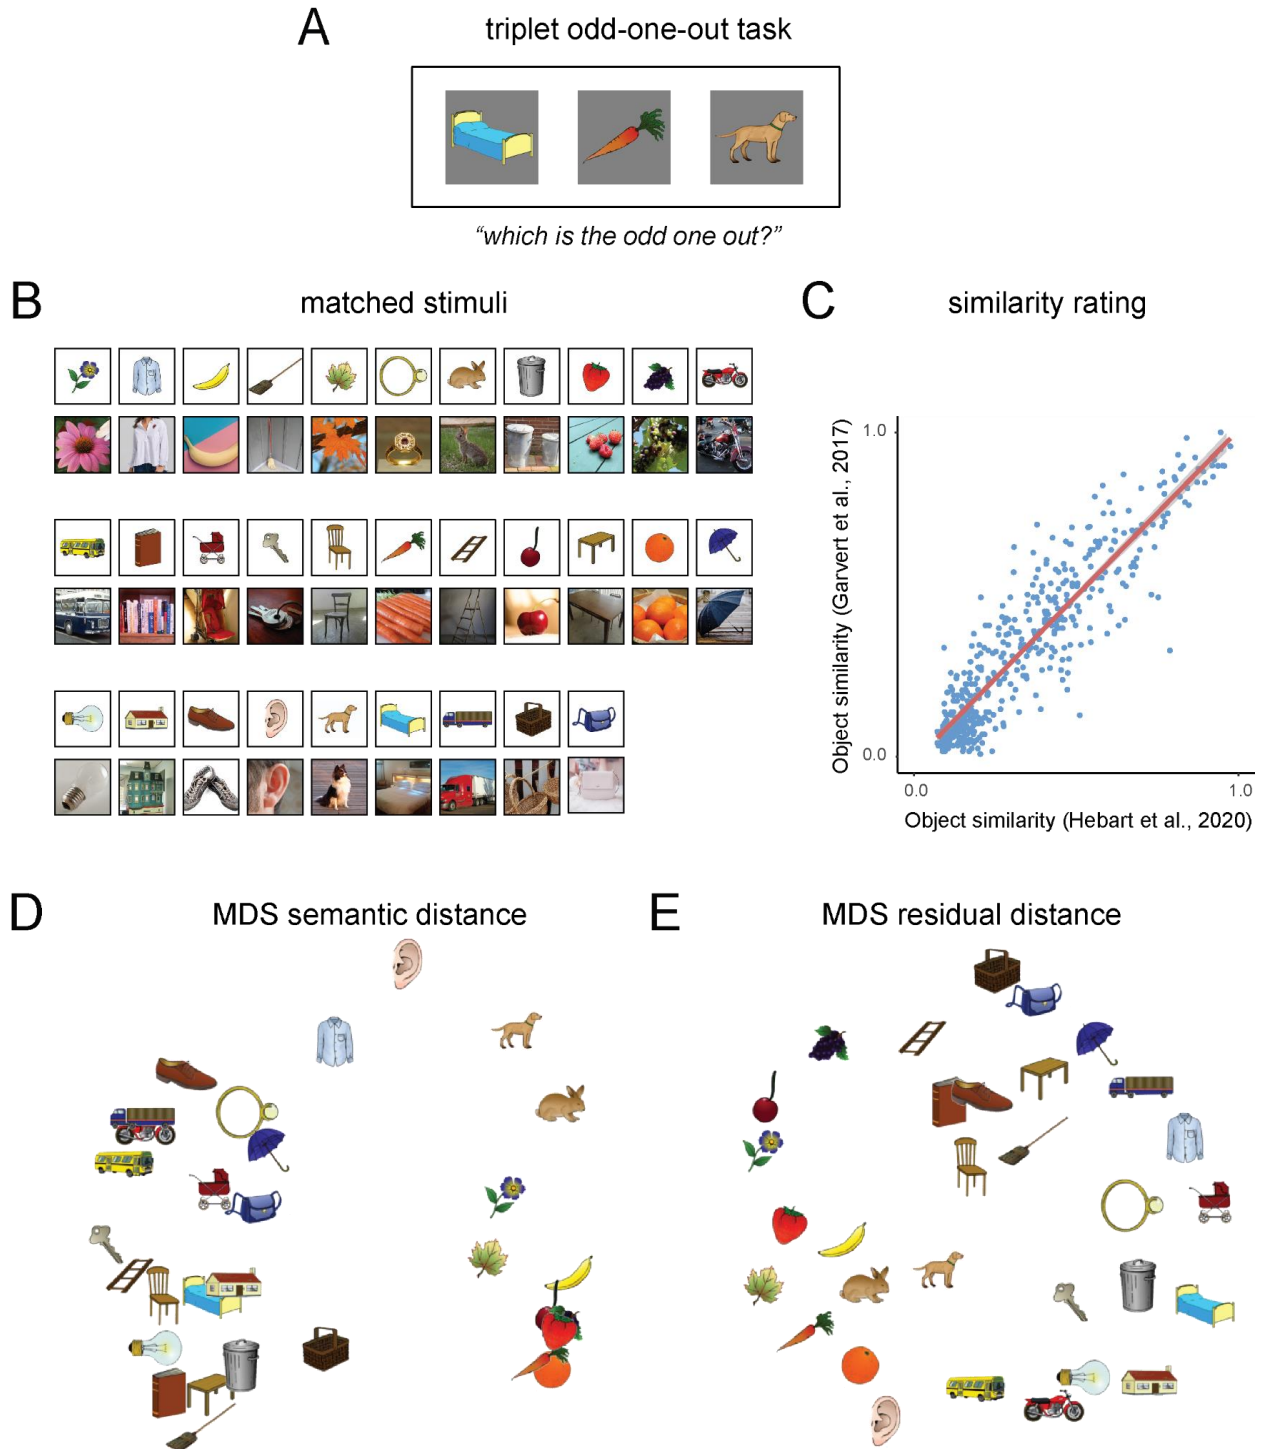 A
triplet odd-one-out task
“which is the odd one out?”
B
matched stimuli
C
similarity rating
Object similarity (Garvert et al., 2017)
1.0
0.0
0.0
1.0
Object similarity (Hebart et al., 2020)
D
MDS semantic distance
E
MDS residual distance